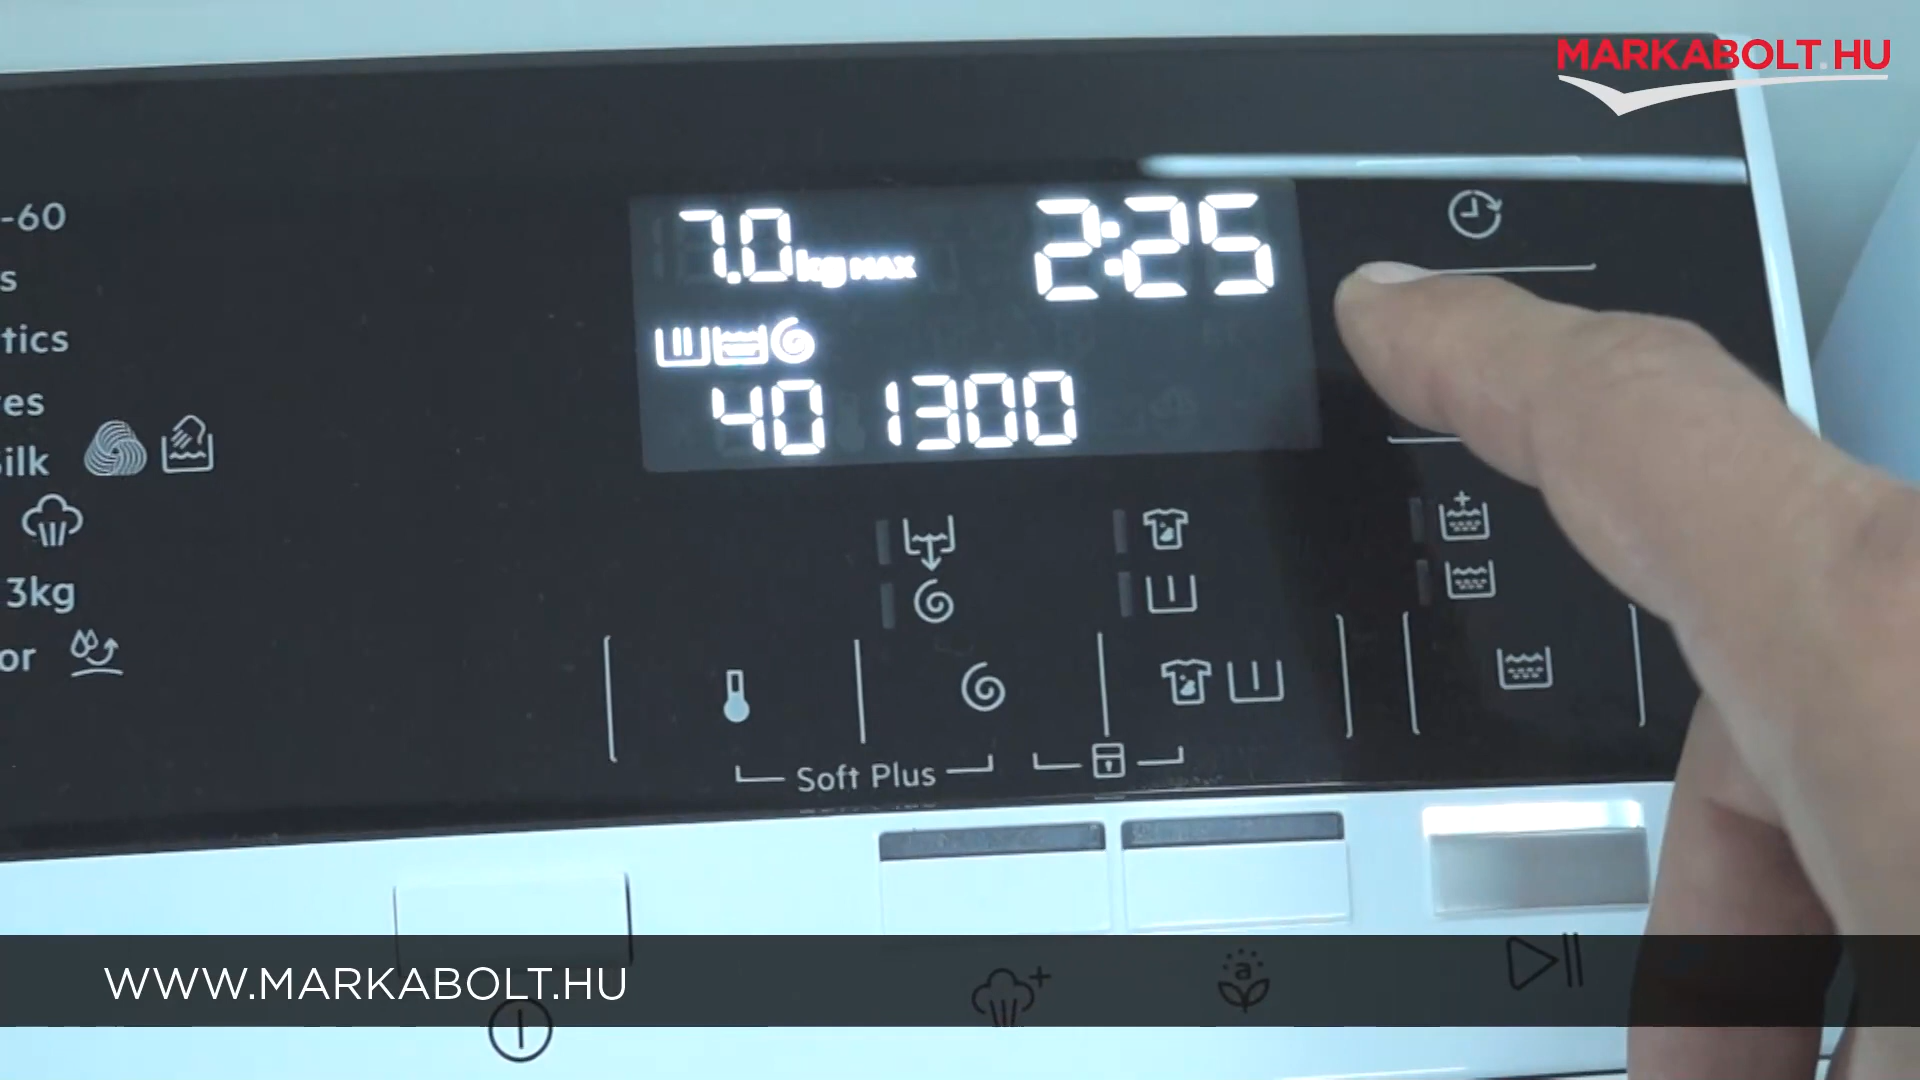 MARKABOLT.HU
-60
s
7.0 kg MAX 2:25
tics
40 1300
res
ilk
3kg
or
Soft Plus
a
WWW.MARKABOLT.HU